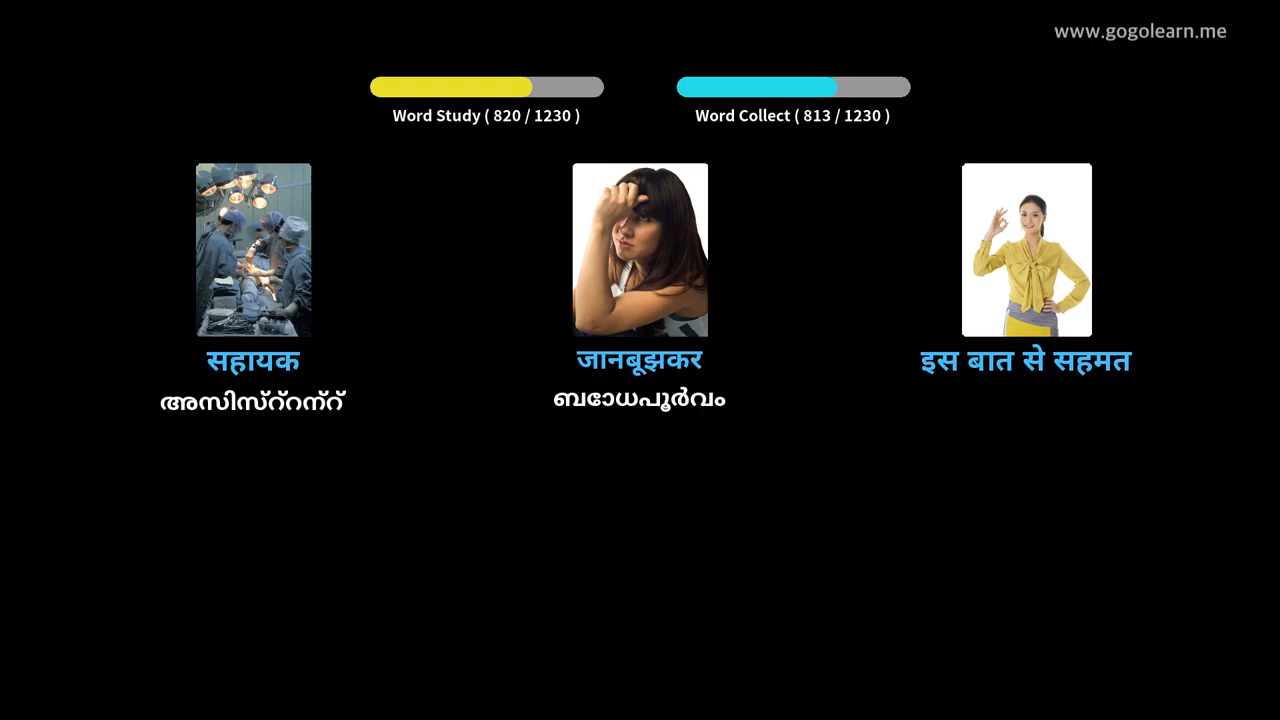 www.gogolearn.me
Word Study ( 820 / 1230 )
Word Collect ( 813 / 1230 )
सहायक
जानबूझकर
इस बात से सहमत
അസിസ്റ്റന്റ്
ബോധപൂർവം